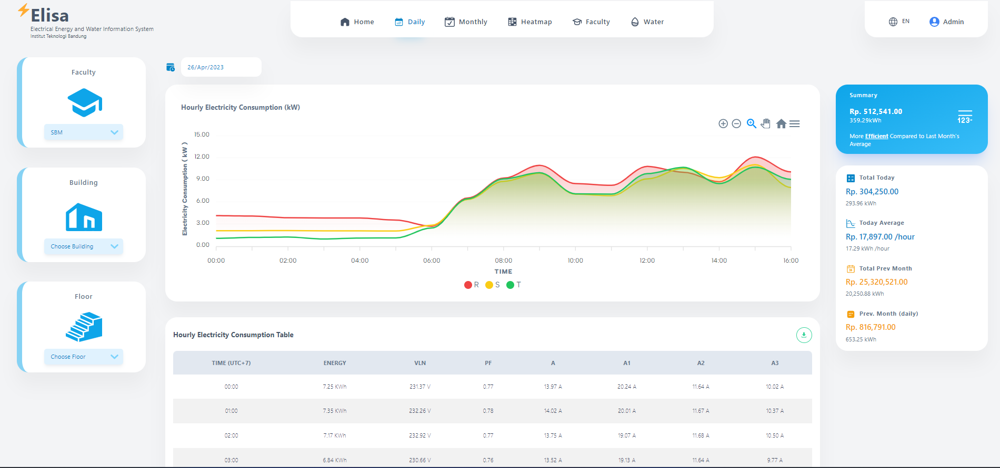 Elisa
Electrical Energy and Water Information System
Institut Teknologi Bandung
Home Daily Monthly Heatmap Faculty Water
EN Admin
Faculty
SBM
Building
Choose Building
Floor
Choose Floor
26/Apr/2023
Hourly Electricity Consumption (kW)
Electricity Consumption ( kW )
15.00
12.00
9.00
6.00
3.00
0.00
00:00 02:00 04:00 06:00 08:00 10:00 12:00 14:00 16:00
TIME
R S T
Hourly Electricity Consumption Table
TIME (UTC+7) ENERGY VLN PF A A1 A2 A3
00:00 7.25 KWh 231.37 V 0.77 13.97 A 20.24 A 11.64 A 10.02 A
01:00 7.35 KWh 232.26 V 0.78 14.02 A 20.01 A 11.67 A 10.37 A
02:00 7.17 KWh 232.92 V 0.77 13.75 A 19.07 A 11.68 A 10.50 A
03:00 6.84 KWh 230.66 V 0.76 13.52 A 19.13 A 11.64 A 9.77 A
Summary
Rp. 512,541.00
359.29kWh
123-
More Efficient Compared to Last Month's
Average
Total Today
Rp. 304,250.00
293.96 kWh
Today Average
Rp. 17,897.00 /hour
17.29 kWh /hour
Total Prev Month
Rp. 25,320,521.00
20,250.88 kWh
Prev. Month (daily)
Rp. 816,791.00
653.25 kWh